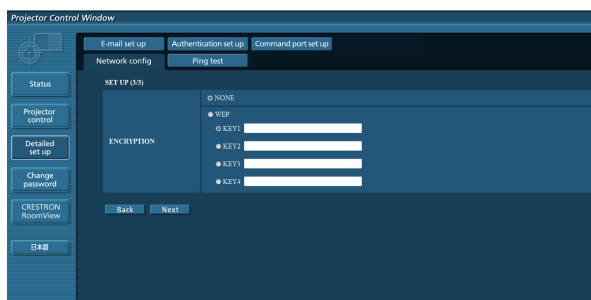 Projector Control Window
E-mail set up
Authentication set up
Command port set up
Network config
Ping test
Status
Projector
control
Detailed
set up
Change
password
CRESTRON
RoomView
日本語
SET UP (3/3)
ENCRYPTION
NONE
WEP
KEY1
KEY2
KEY3
KEY4
Back
Next